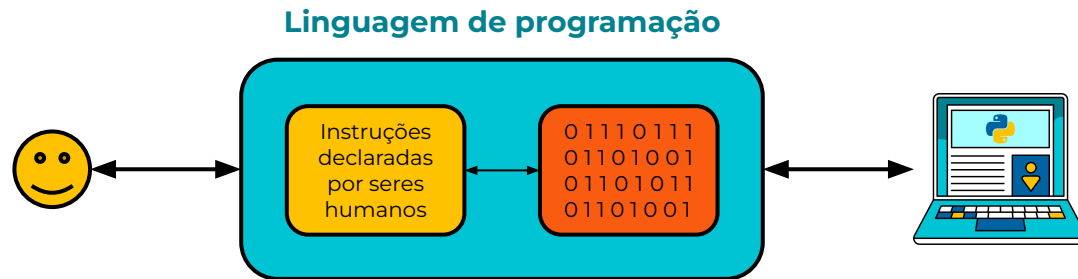 Linguagem de programação
Instruções
declaradas
por seres
humanos
0 1 1 1 0 1 1 1
0 1 1 0 1 0 0 1
0 1 1 0 1 0 1 1
0 1 1 0 1 0 0 1